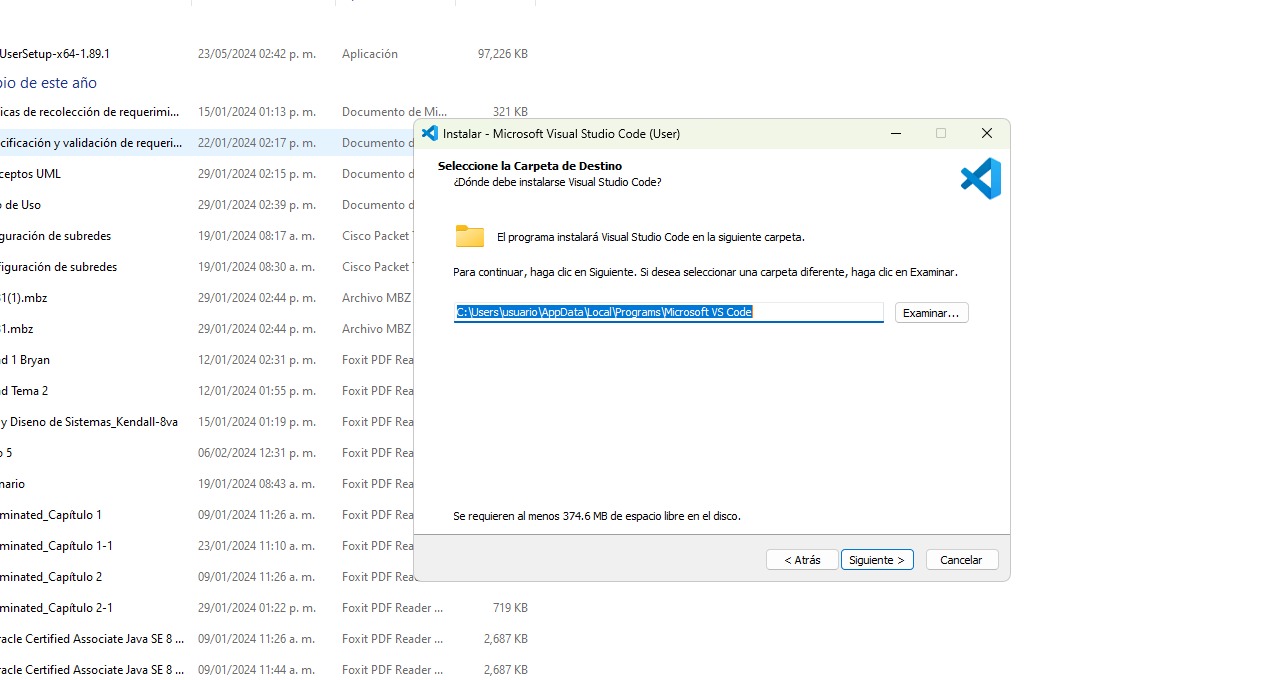 UserSetup-x64-1.89.1 23/05/2024 02:42 p. m. Aplicación 97,226 KB
pio de este año
icas de recolección de requerimi... 15/01/2024 01:13 p. m. Documento de Mi... 321 KB
cificación y validación de requeri... 22/01/2024 02:17 p. m. Documento d
ceptos UML 29/01/2024 02:15 p. m. Documento d
o de Uso 29/01/2024 02:39 p. m. Documento d
guración de subredes 19/01/2024 08:17 a. m. Cisco Packet T
figuración de subredes 19/01/2024 08:30 a. m. Cisco Packet T
1(1).mbz 29/01/2024 02:44 p. m. Archivo MBZ
1.mbz 29/01/2024 02:44 p. m. Archivo MBZ
d 1 Bryan 12/01/2024 02:31 p. m. Foxit PDF Rea
d Tema 2 12/01/2024 01:55 p. m. Foxit PDF Rea
y Diseno de Sistemas_Kendall-8va 15/01/2024 01:19 p. m. Foxit PDF Rea
o 5 06/02/2024 12:31 p. m. Foxit PDF Rea
nario 19/01/2024 08:43 a. m. Foxit PDF Rea
minated_Capítulo 1 09/01/2024 11:26 a. m. Foxit PDF Rea
minated_Capítulo 1-1 23/01/2024 11:10 a. m. Foxit PDF Rea
minated_Capítulo 2 09/01/2024 11:26 a. m. Foxit PDF Rea
minated_Capítulo 2-1 29/01/2024 01:22 p. m. Foxit PDF Reader ... 719 KB
racle Certified Associate Java SE 8 ... 09/01/2024 11:26 a. m. Foxit PDF Reader ... 2,687 KB
racle Certified Associate Java SE 8 ... 09/01/2024 11:44 a. m. Foxit PDF Reader ... 2,687 KB
Instalar - Microsoft Visual Studio Code (User)
Seleccione la Carpeta de Destino
¿Dónde debe instalarse Visual Studio Code?
El programa instalará Visual Studio Code en la siguiente carpeta.
Para continuar, haga clic en Siguiente. Si desea seleccionar una carpeta diferente, haga clic en Examinar.
C:\Users\usuario\AppData\Local\Programs\Microsoft VS Code Examinar...
Se requieren al menos 374.6 MB de espacio libre en el disco.
< Atrás Siguiente > Cancelar